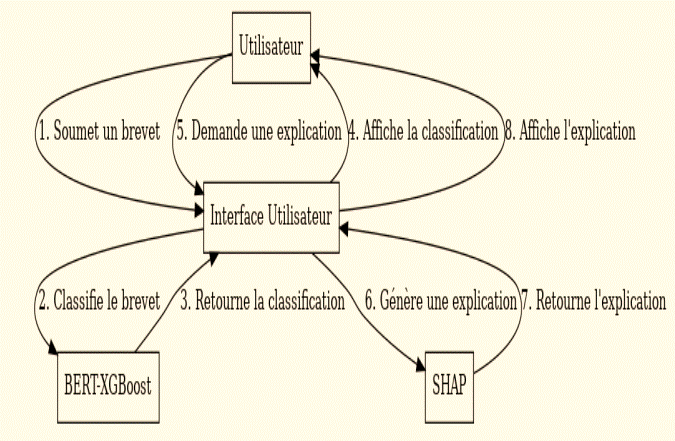 Utilisateur
1. Soumet un brevet
5. Demande une explication
4. Affiche la classification
8. Affiche l'explication
Interface Utilisateur
2. Classifie le brevet
3. Retourne la classification
6. Génère une explication
7. Retourne l'explication
BERT-XGBoost
SHAP